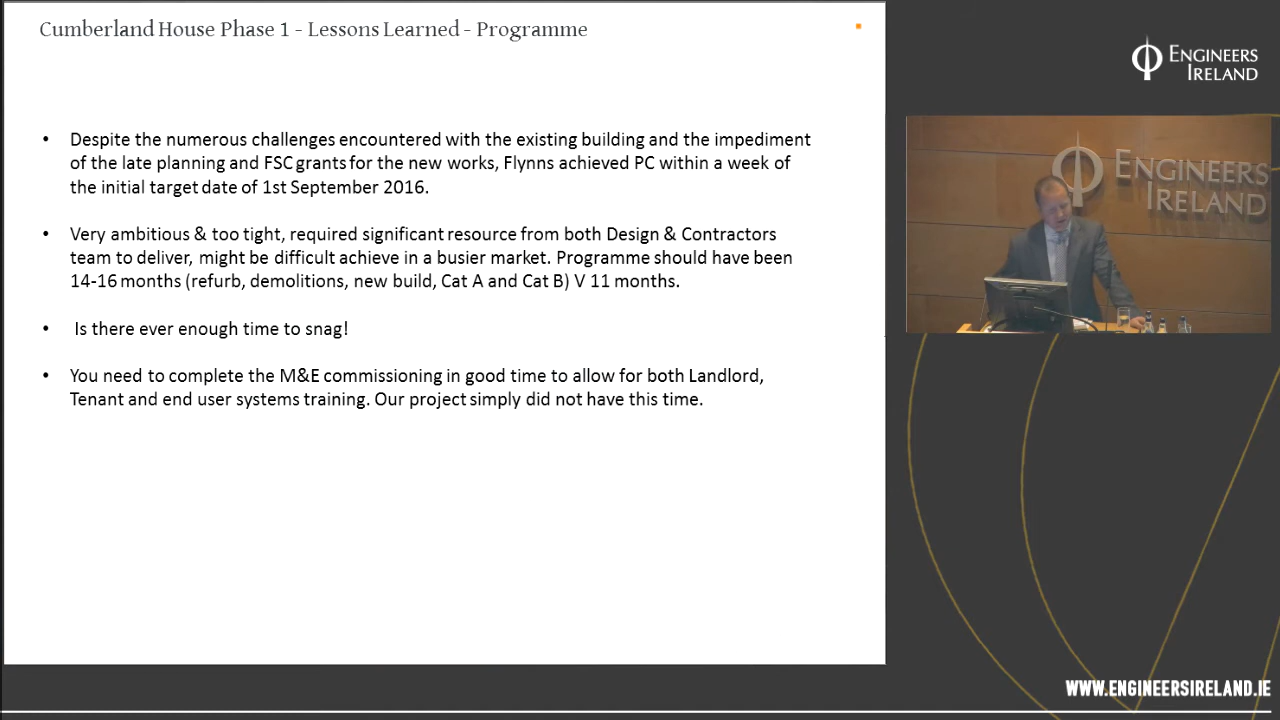 Cumberland House Phase 1 - Lessons Learned - Programme
• Despite the numerous challenges encountered with the existing building and the impediment
of the late planning and FSC grants for the new works, Flynns achieved PC within a week of
the initial target date of 1st September 2016.
• Very ambitious & too tight, required significant resource from both Design & Contractors
team to deliver, might be difficult achieve in a busier market. Programme should have been
14-16 months (refurb, demolitions, new build, Cat A and Cat B) V 11 months.
• Is there ever enough time to snag!
• You need to complete the M&E commissioning in good time to allow for both Landlord,
Tenant and end user systems training. Our project simply did not have this time.
ENGINEERS
IRELAND
ENGINEERS
IRELAND
WWW.ENGINEERSIRELAND.IE